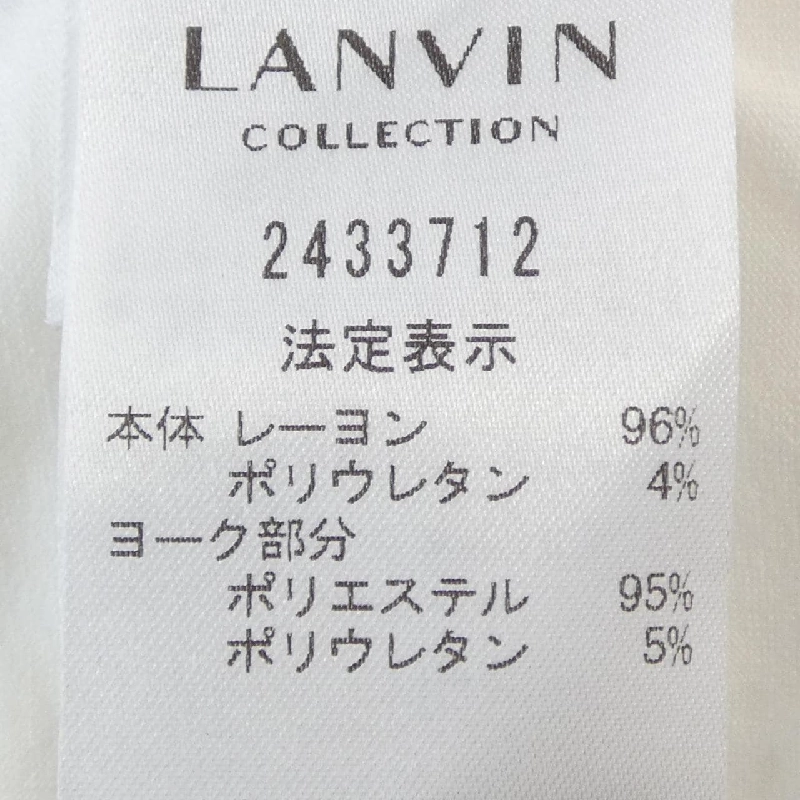 LANVIN
COLLECTION
2433712
法定表示
本体 レーヨン 96%
ポリウレタン 4%
ヨーク部分
ポリエステル 95%
ポリウレタン 5%